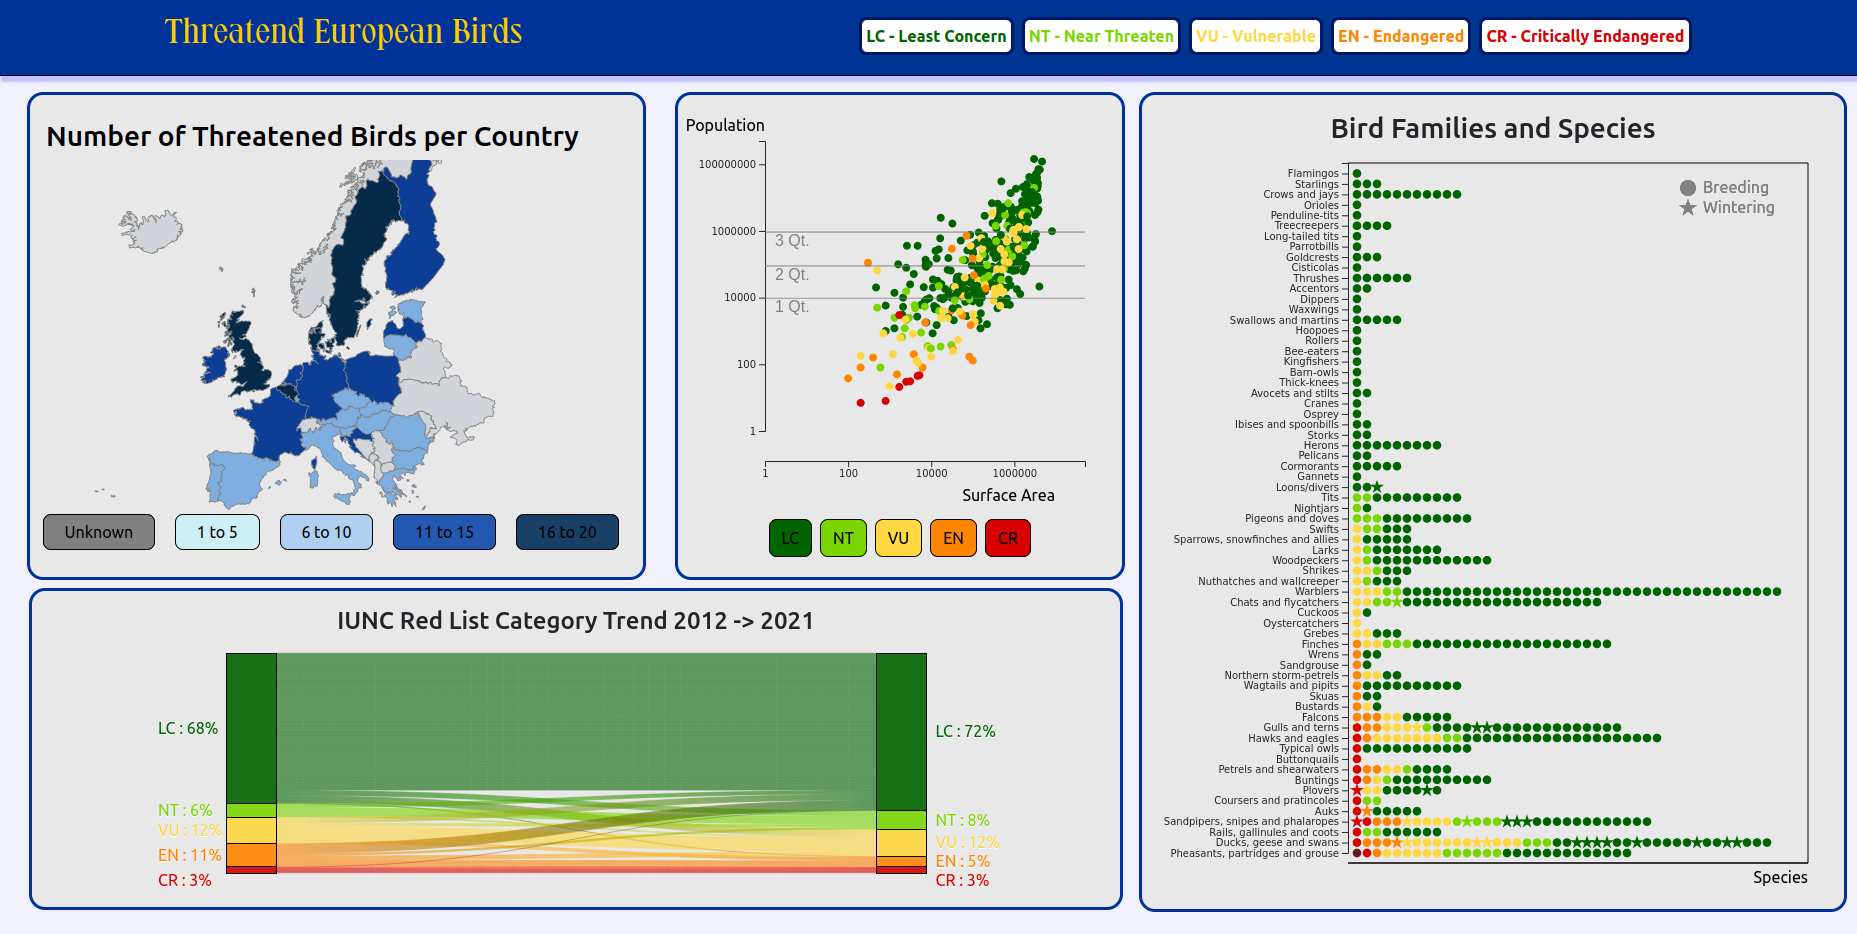 Threatend European Birds
LC - Least Concern
NT - Near Threaten
VU - Vulnerable
EN - Endangered
CR - Critically Endangered
Number of Threatened Birds per Country
Unknown
1 to 5
6 to 10
11 to 15
16 to 20
Population
100000000
1000000
10000
100
1
3 Qt.
2 Qt.
1 Qt.
1
100
10000
1000000
Surface Area
LC
NT
VU
EN
CR
IUNC Red List Category Trend 2012 -> 2021
LC : 68%
NT : 6%
VU : 12%
EN : 11%
CR : 3%
LC : 72%
NT : 8%
VU : 12%
EN : 5%
CR : 3%
Bird Families and Species
Breeding
Wintering
Flamingos
Starlings
Crows and jays
Orioles
Penduline-tits
Treecreepers
Long-tailed tits
Parrotbills
Goldcrests
Cisticolas
Thrushes
Accentors
Dippers
Waxwings
Swallows and martins
Hoopoes
Rollers
Bee-eaters
Kingfishers
Barn-owls
Thick-knees
Avocets and stilts
Cranes
Osprey
Ibises and spoonbills
Storks
Herons
Pelicans
Cormorants
Gannets
Loons/divers
Tits
Nightjars
Pigeons and doves
Swifts
Sparrows, snowfinches and allies
Larks
Woodpeckers
Shrikes
Nuthatches and wallcreeper
Warblers
Chats and flycatchers
Cuckoos
Oystercatchers
Grebes
Finches
Wrens
Sandgrouse
Northern storm-petrels
Wagtails and pipits
Skuas
Bustards
Falcons
Gulls and terns
Hawks and eagles
Typical owls
Buttonquails
Petrels and shearwaters
Buntings
Plovers
Coursers and pratincoles
Auks
Sandpipers, snipes and phalaropes
Rails, gallinules and coots
Ducks, geese and swans
Pheasants, partridges and grouse
Species